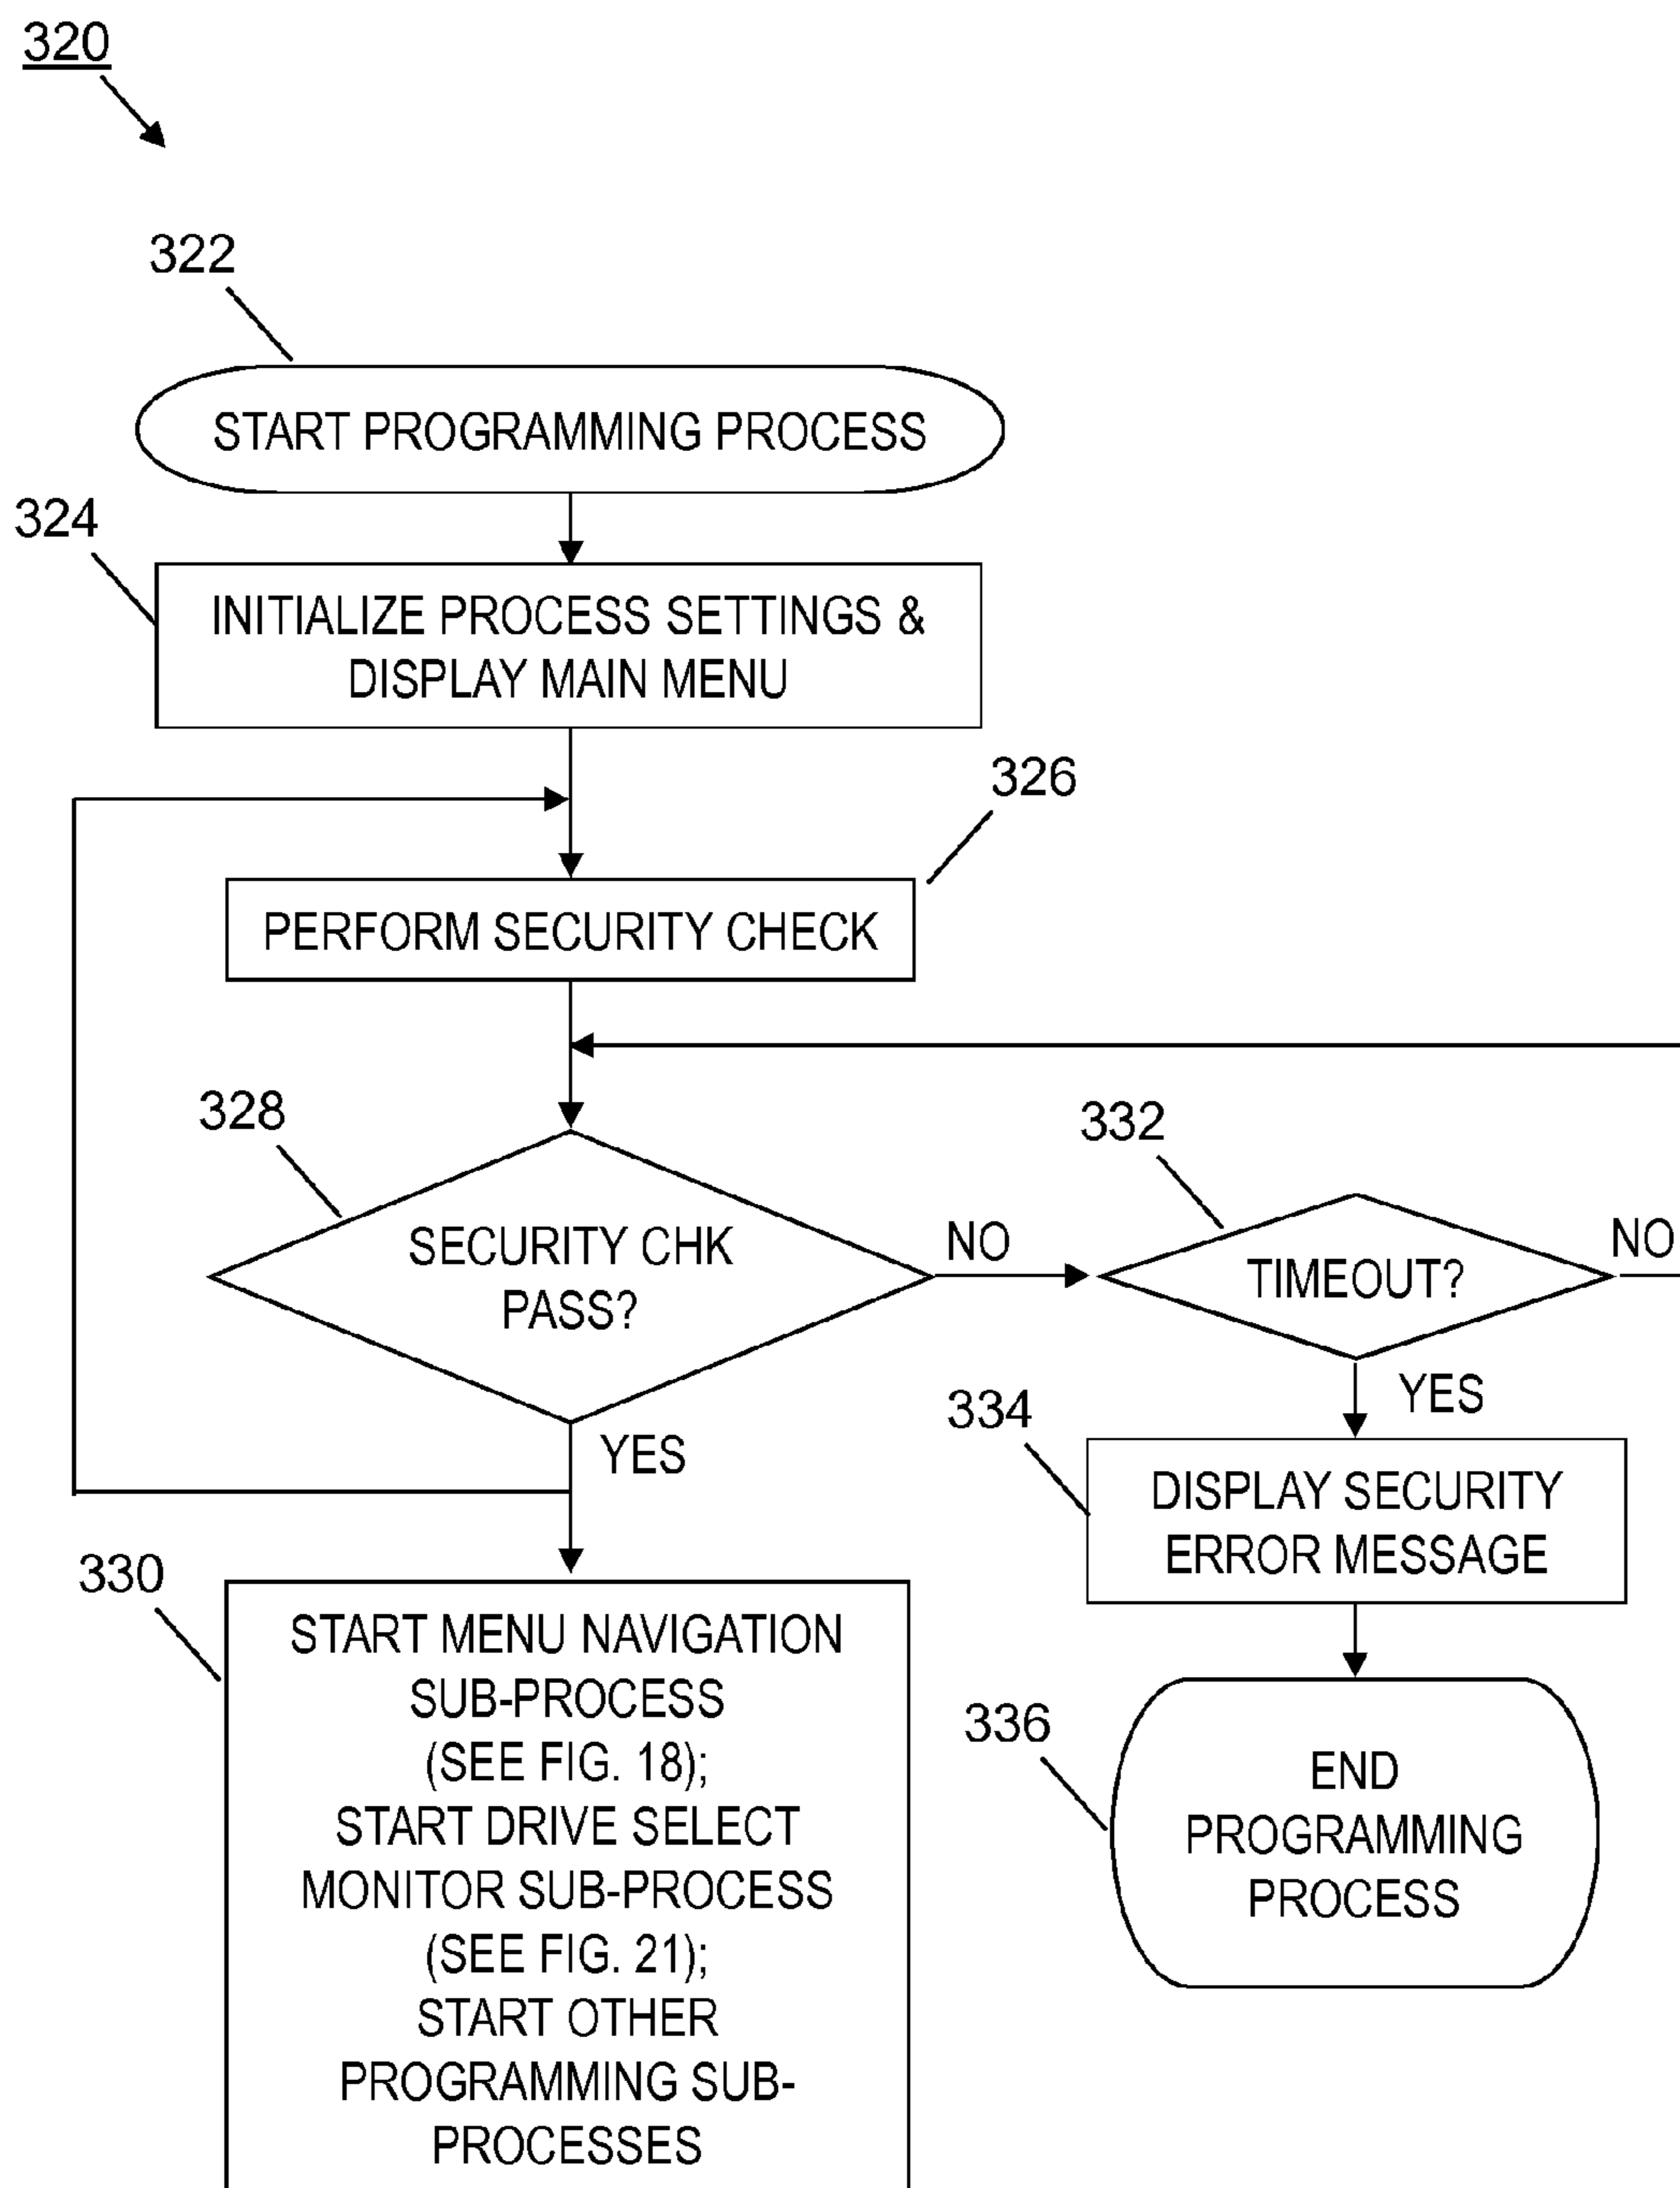 320
322
START PROGRAMMING PROCESS
324
INITIALIZE PROCESS SETTINGS &
DISPLAY MAIN MENU
326
PERFORM SECURITY CHECK
328
SECURITY CHK
PASS?
NO
332
TIMEOUT?
NO
YES
YES
334
DISPLAY SECURITY
ERROR MESSAGE
330
START MENU NAVIGATION
SUB-PROCESS
(SEE FIG. 18);
START DRIVE SELECT
MONITOR SUB-PROCESS
(SEE FIG. 21);
START OTHER
PROGRAMMING SUB-
PROCESSES
336
END
PROGRAMMING
PROCESS